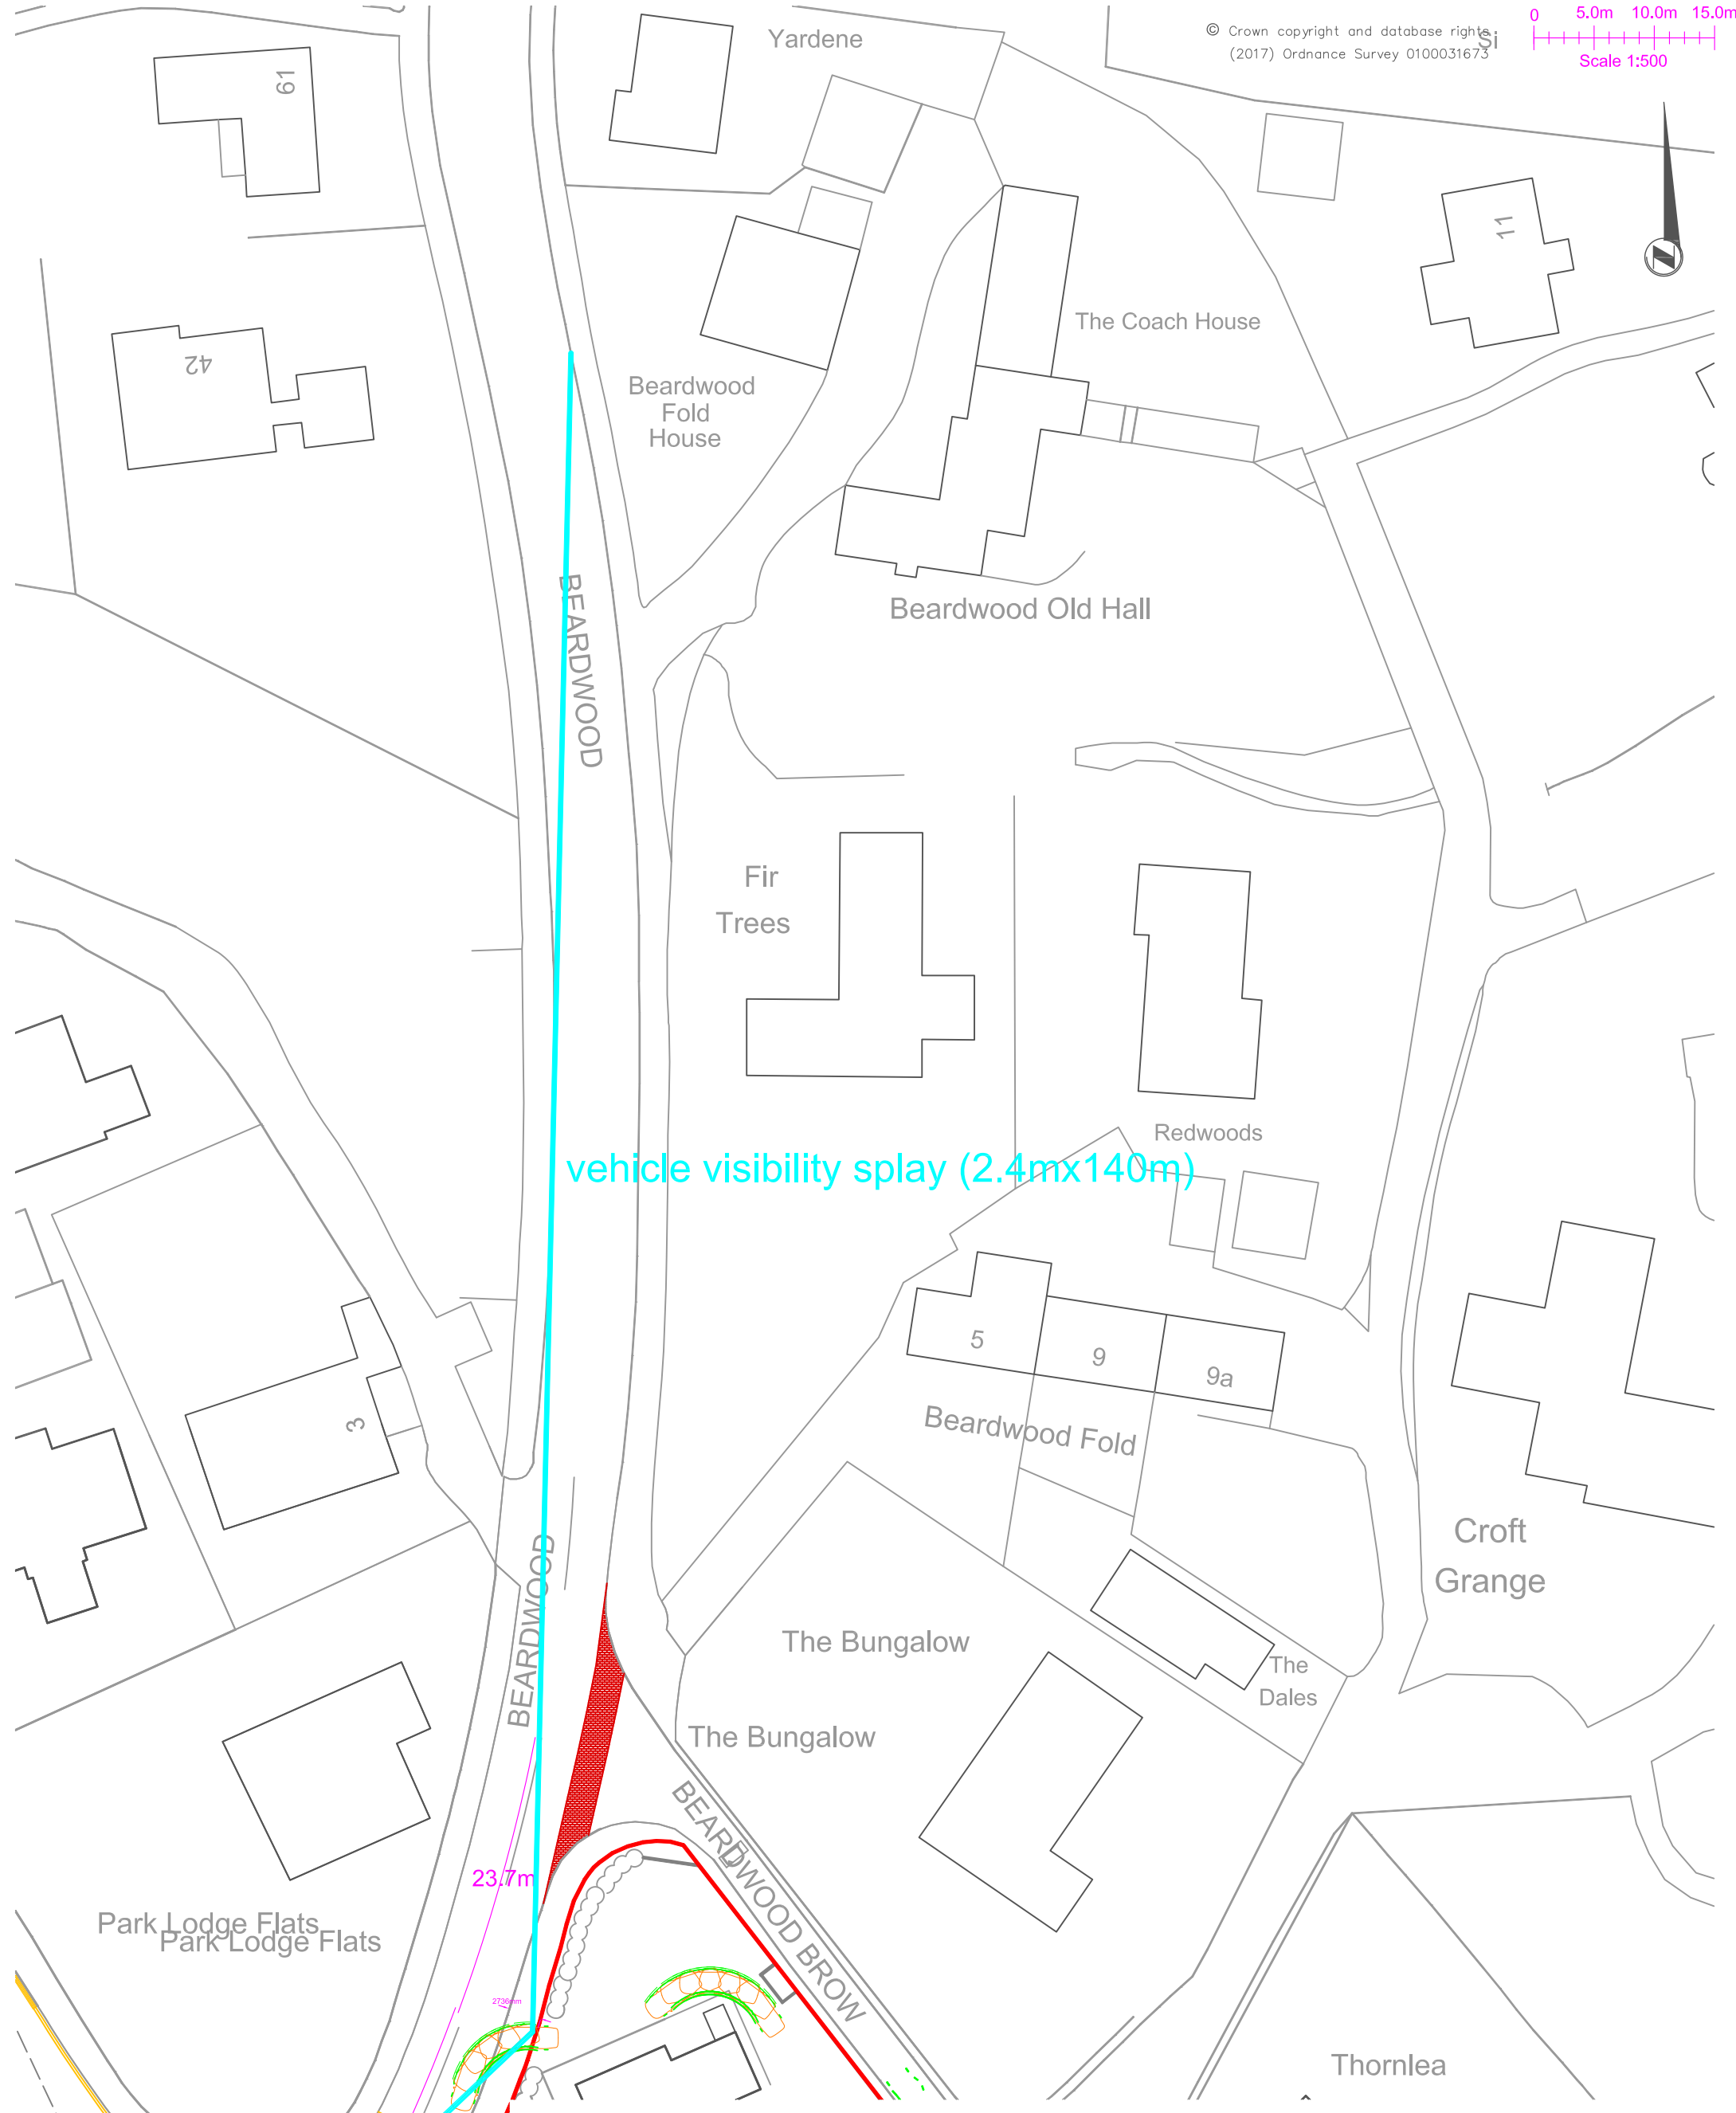 © Crown copyright and database rights
(2017) Ordnance Survey 0100031673
Si
0 5.0m 10.0m 15.0m
Scale 1:500
N
Yardene
61
11
The Coach House
42
Beardwood
Fold
House
BEARDWOOD
Beardwood Old Hall
Fir
Trees
Redwoods
vehicle visibility splay (2.4mx140m)
5
9
9a
3
Beardwood Fold
Croft
Grange
BEARDWOOD
The Bungalow
The
Dales
The Bungalow
BEARDWOOD BROW
23.7m
Park Lodge Flats
Park Lodge Flats
2736mm
Thornlea